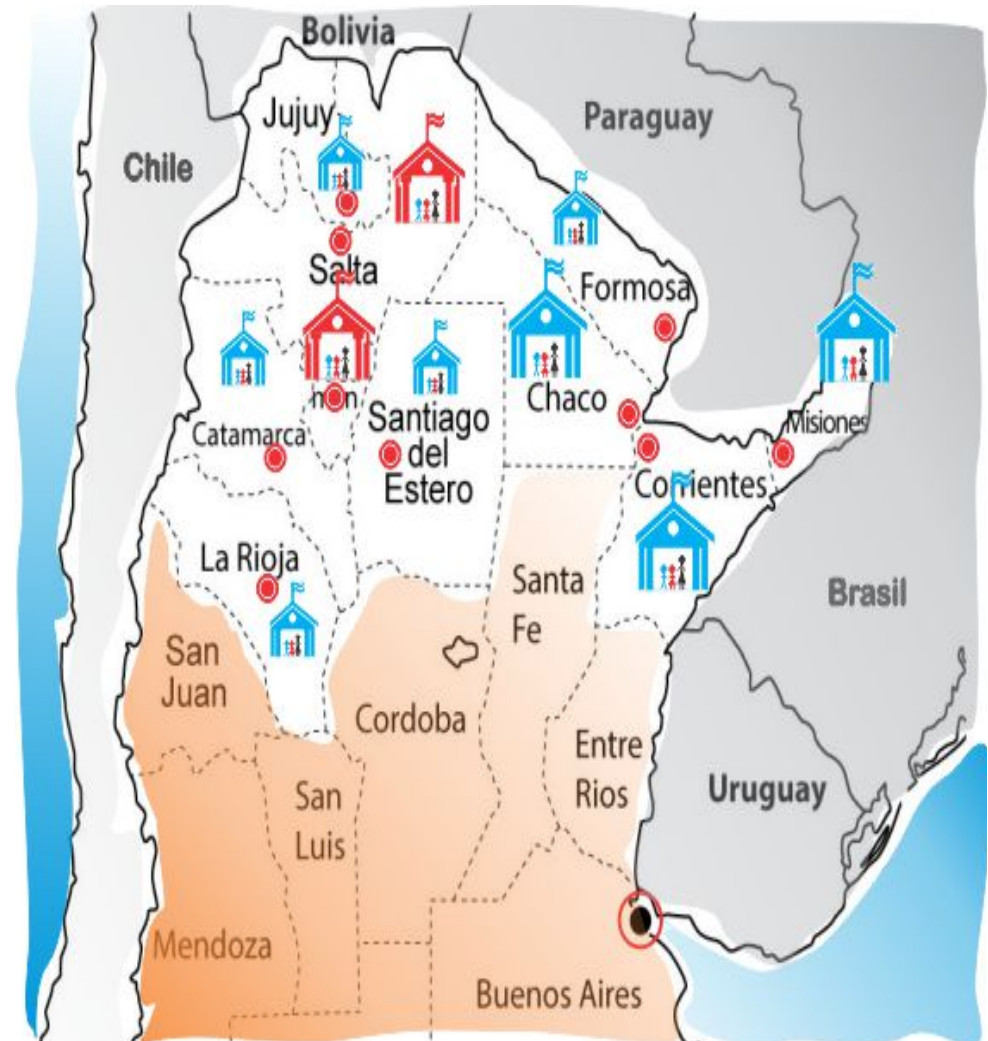 Bolivia
Jujuy
Paraguay
Chile
Salta
Formosa
Chaco
Misiones
Catamarca
Santiago
del
Estero
Corrientes
La Rioja
Santa
Fe
Brasil
San
Juan
Cordoba
Entre
Rios
Uruguay
San
Luis
Mendoza
Buenos Aires